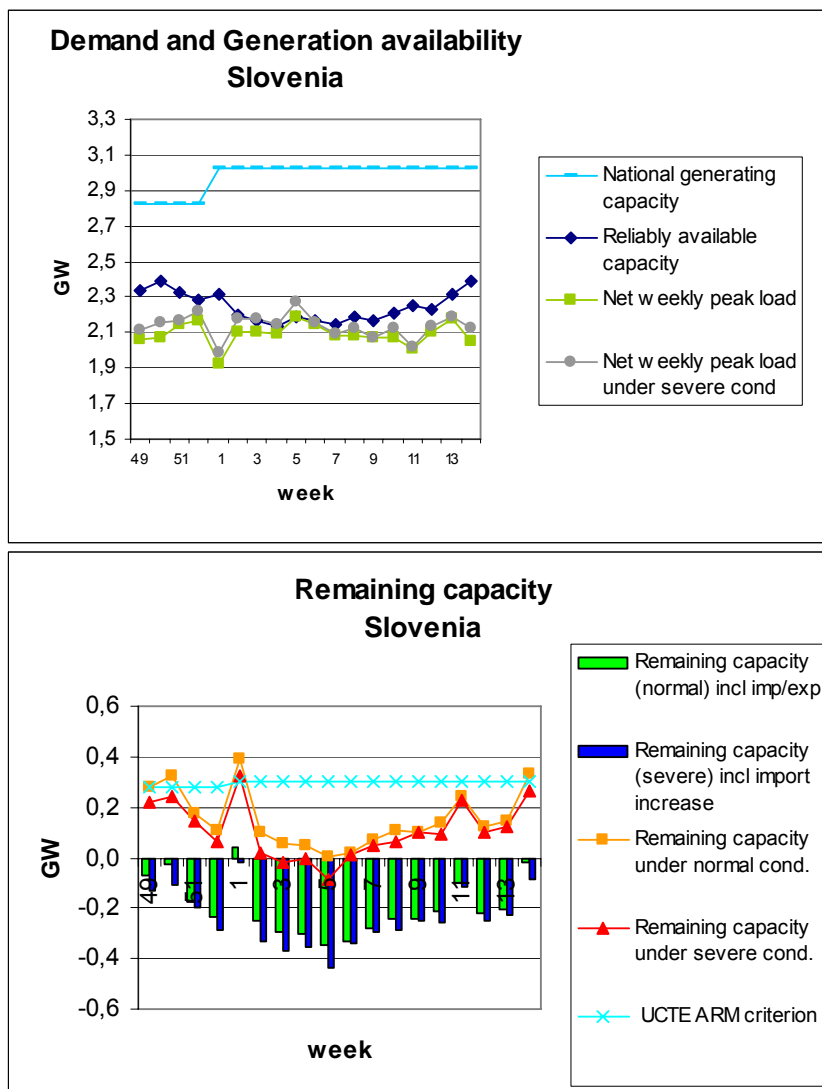 Demand and Generation availability
Slovenia
3,3
3,1
2,9
2,7
2,5
2,3
2,1
1,9
1,7
1,5
GW
49 51 1 3 5 7 9 11 13
week
National generating
capacity
Reliably available
capacity
Net weekly peak load
Net weekly peak load
under severe cond
Remaining capacity
Slovenia
0,6
0,4
0,2
0,0
-0,2
-0,4
-0,6
GW
49 51 1 3 5 7 9 11 13
week
Remaining capacity
(normal) incl imp/exp
Remaining capacity
(severe) incl import
increase
Remaining capacity
under normal cond.
Remaining capacity
under severe cond.
UCTE ARM criterion